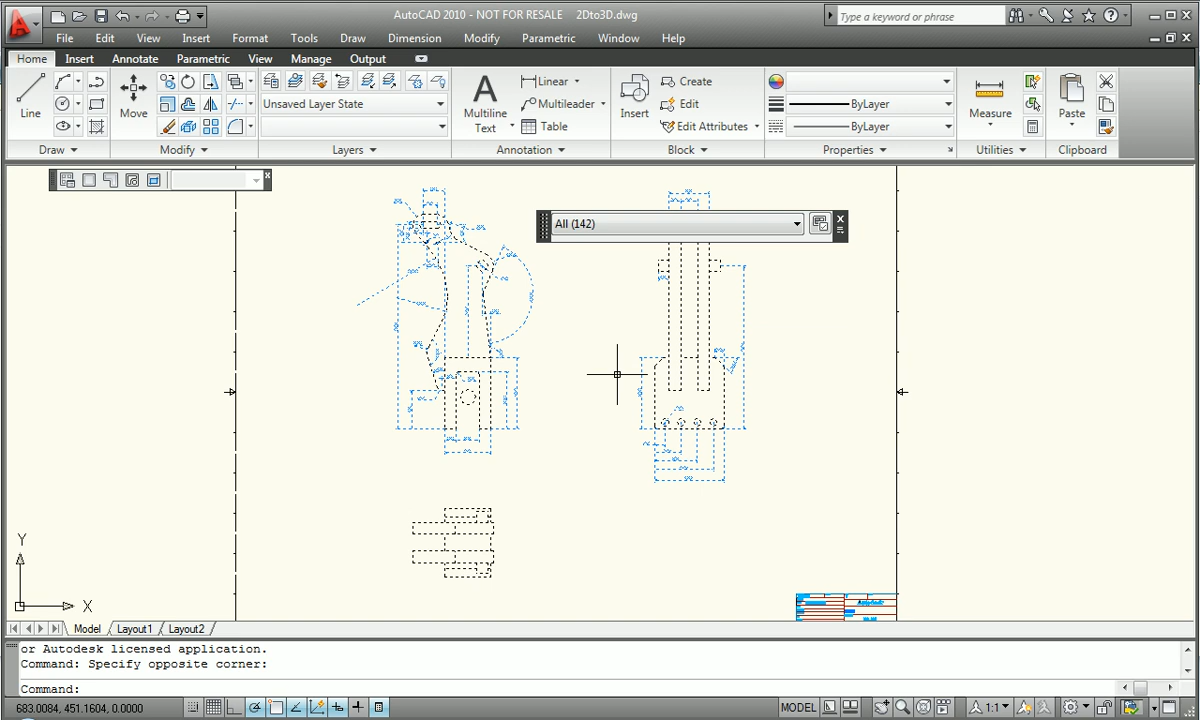 AutoCAD 2010 - NOT FOR RESALE 2Dto3D.dwg
Type a keyword or phrase
File Edit View Insert Format Tools Draw Dimension Modify Parametric Window Help
Home Insert Annotate Parametric View Manage Output
Line
Move
Unsaved Layer State
Multiline
Text
Linear
Multileader
Table
Insert
Create
Edit
Edit Attributes
ByLayer
ByLayer
Measure
Paste
Draw Modify Layers Annotation Block Properties Utilities Clipboard
All (142)
Autodesk
Y
X
Model Layout1 Layout2
or Autodesk licensed application.
Command: Specify opposite corner:
Command:
683.0084, 451.1604, 0.0000
MODEL
1:1